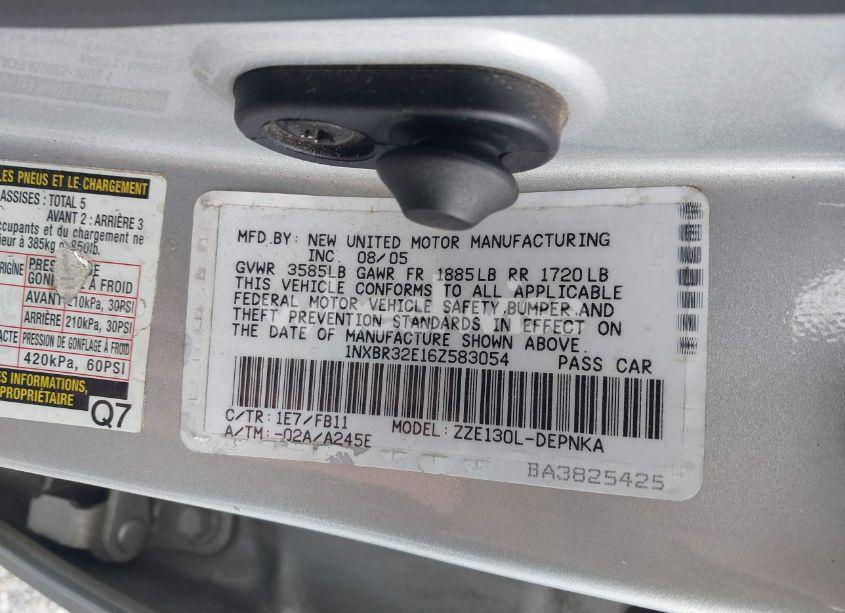 LES PNEUS ET LE CHARGEMENT
ASSISES : TOTAL 5
AVANT 2 : ARRIÈRE 3
occupants et du chargement ne
385kg 850lb.
ORIGINE
À FROID
AVANT 210kPa, 30PSI
ARRIÈRE 210kPa, 30PSI
PRESSION DE GONFLAGE À FROID
420kPa, 60PSI
INFORMATIONS,
PROPRIÉTAIRE
Q7
MFD.BY: NEW UNITED MOTOR MANUFACTURING
INC. 08/05
GVWR 3585LB GAWR FR 1885LB RR 1720LB
THIS VEHICLE CONFORMS TO ALL APPLICABLE
FEDERAL MOTOR VEHICLE SAFETY,BUMPER,AND
THEFT PREVENTION STANDARDS IN EFFECT ON
THE DATE OF MANUFACTURE SHOWN ABOVE.
1NXBR32E16Z583054 PASS CAR
C/TR: 1E7/FB11
A/TM:-02A/A245E MODEL: ZZE130L-DEPNKA
BA3825425